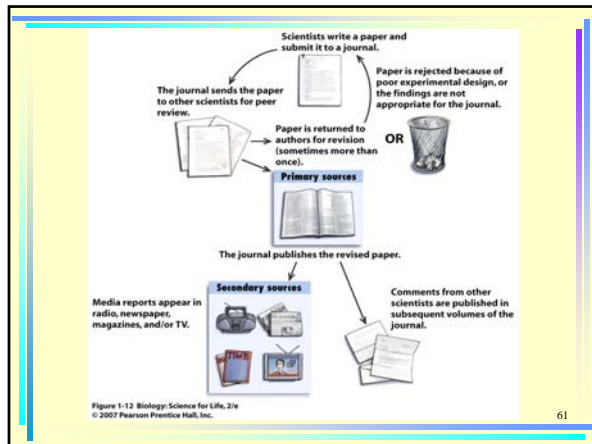 Scientists write a paper and
submit it to a journal.
Paper is rejected because of
poor experimental design, or
the findings are not
appropriate for the journal.
The journal sends the paper
to other scientists for peer
review.
Paper is returned to
authors for revision
(sometimes more than
once).
OR
Primary sources
The journal publishes the revised paper.
Secondary sources
Media reports appear in
radio, newspaper,
magazines, and/or TV.
Comments from other
scientists are published in
subsequent volumes of the
journal.
TIME
Figure 1-12 Biology: Science for Life, 2/e
© 2007 Pearson Prentice Hall, Inc.
61